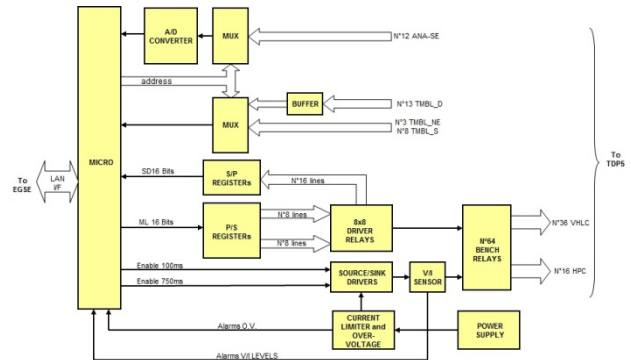 A/D
CONVERTER
MUX
N°12 ANA-SE
address
BUFFER
N°13 TMBL_D
MUX
N°3 TMBL_NE
N°8 TMBL_S
MICRO
To
EGSE
LAN
I/F
To
TDP5
SD16 Bits
S/P
REGISTERs
N°16 lines
ML 16 Bits
P/S
REGISTERs
N°8 lines
N°8 lines
8x8
DRIVER
RELAYS
N°64
BENCH
RELAYS
N°36 VHLC
N°16 HPC
Enable 100ms
Enable 750ms
SOURCE/SINK
DRIVERS
V/I
SENSOR
Alarms O.V.
CURRENT
LIMITER and
OVER-
VOLTAGE
POWER
SUPPLY
Alarms V/I LEVELS